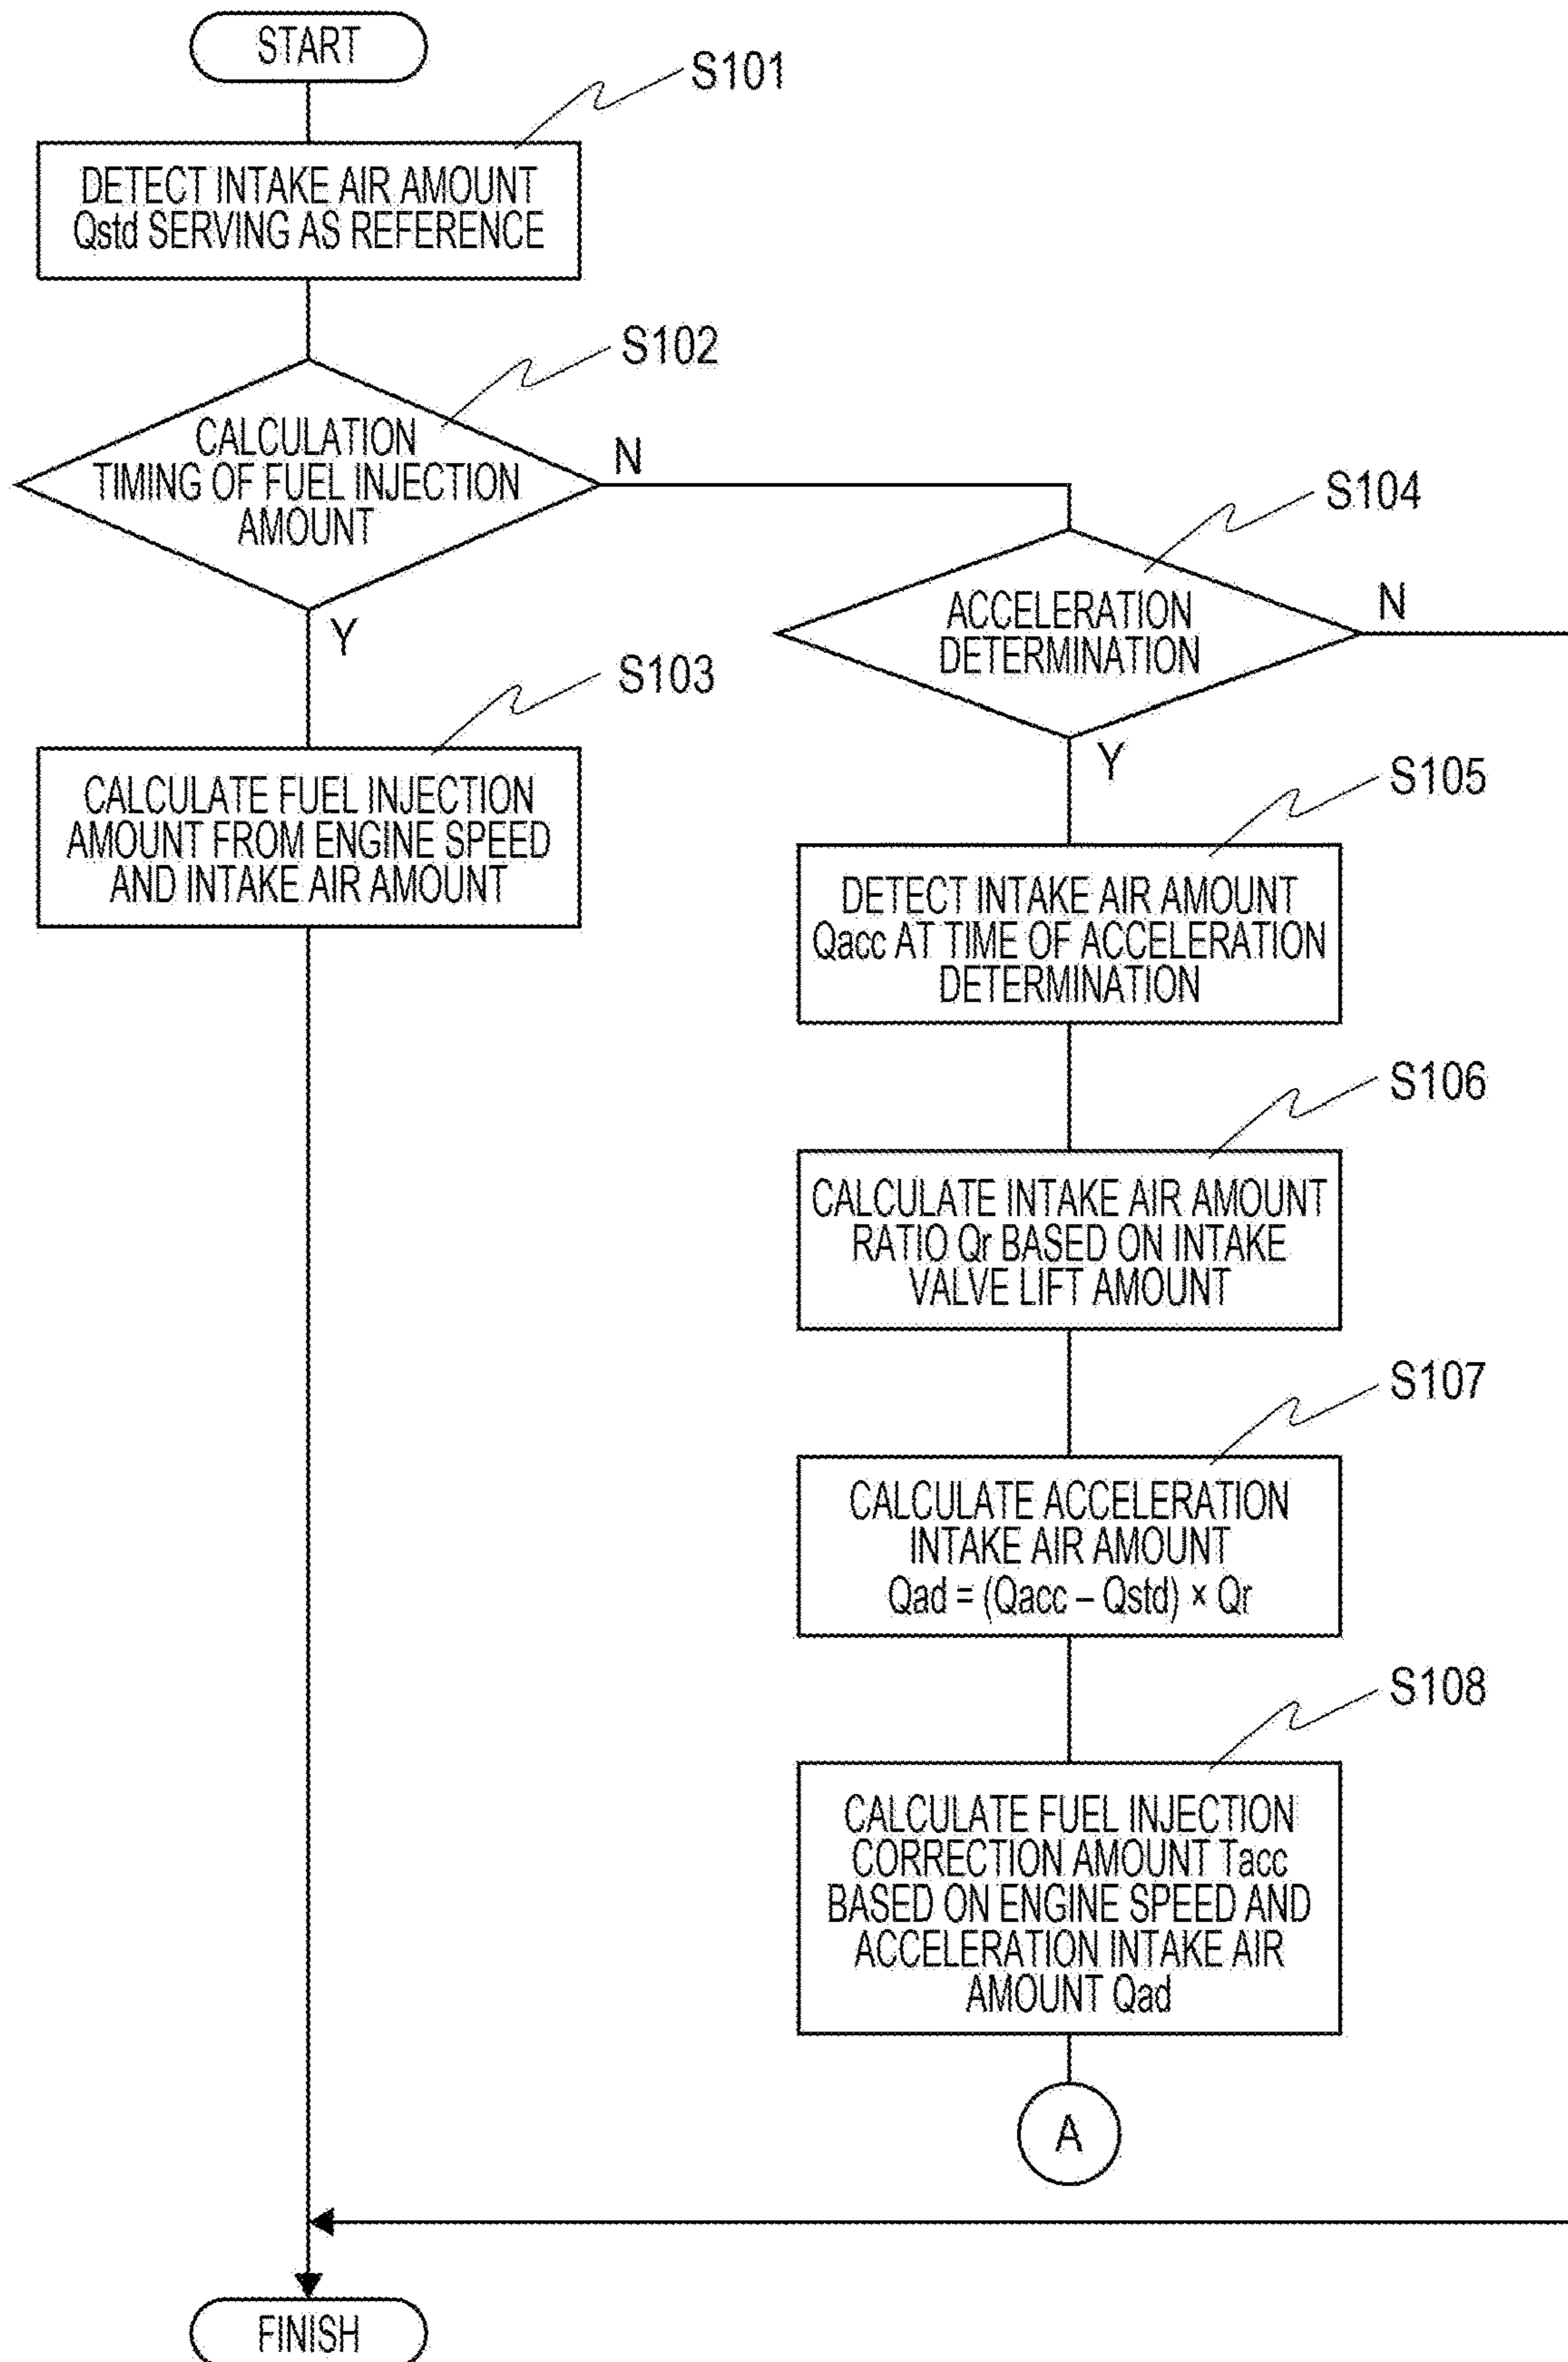 START
S101
DETECT INTAKE AIR AMOUNT
Qstd SERVING AS REFERENCE
S102
CALCULATION
TIMING OF FUEL INJECTION
AMOUNT
N
Y
S104
ACCELERATION
DETERMINATION
N
Y
S103
CALCULATE FUEL INJECTION
AMOUNT FROM ENGINE SPEED
AND INTAKE AIR AMOUNT
S105
DETECT INTAKE AIR AMOUNT
Qacc AT TIME OF ACCELERATION
DETERMINATION
S106
CALCULATE INTAKE AIR AMOUNT
RATIO Qr BASED ON INTAKE
VALVE LIFT AMOUNT
S107
CALCULATE ACCELERATION
INTAKE AIR AMOUNT
Qad = (Qacc – Qstd) × Qr
S108
CALCULATE FUEL INJECTION
CORRECTION AMOUNT Tacc
BASED ON ENGINE SPEED AND
ACCELERATION INTAKE AIR
AMOUNT Qad
A
FINISH